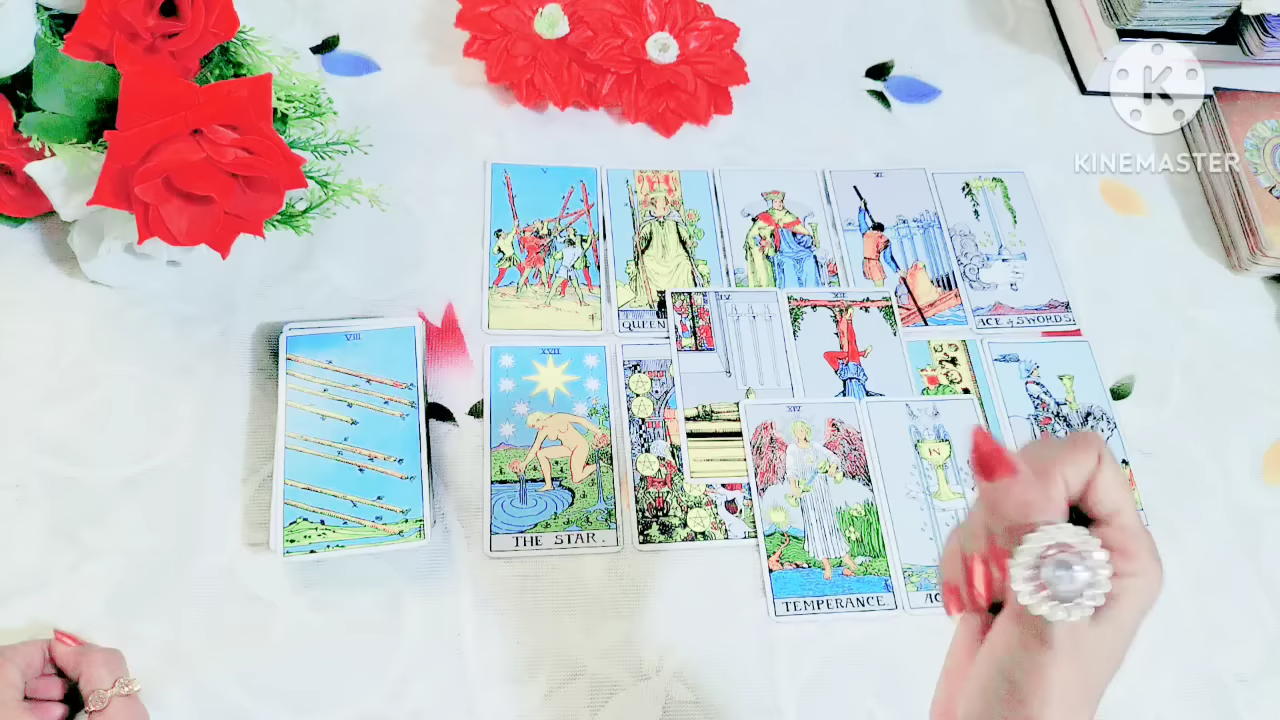 K
KINEMASTER
V
VI
QUEEN
ACE of SWORDS.
IV
XII
VIII
XVII
THE STAR.
XIV
TEMPERANCE.
AC